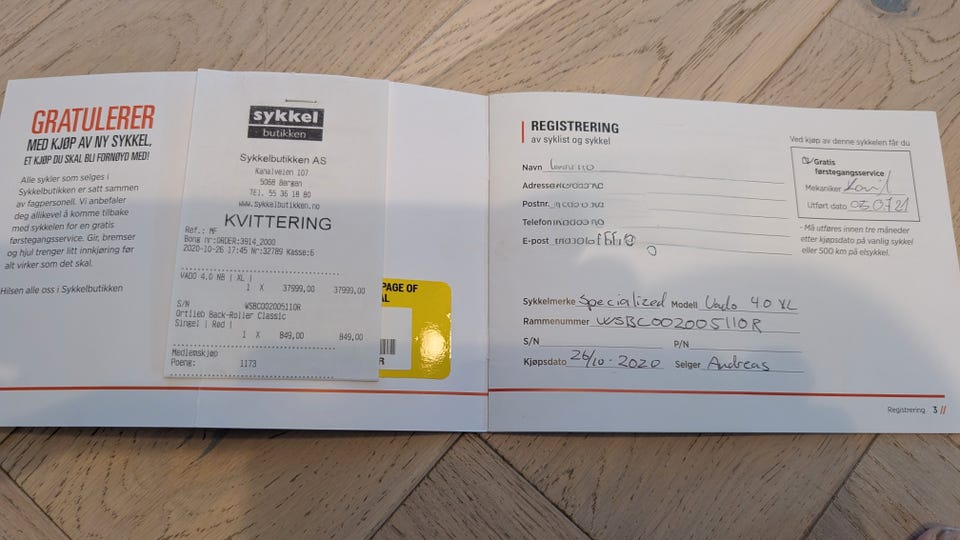 GRATULERER
MED KJØP AV NY SYKKEL,
ET KJØP DU SKAL BLI FORNØYD MED!
Alle sykler som selges i
Sykkelbutikken er satt sammen
av fagpersonell. Vi anbefaler
deg allikevel å komme tilbake
med sykkelen for en gratis
førstegangsservice. Gir, bremser
og hjul trenger litt innkjøring før
alt virker som det skal.
Hilsen alle oss i Sykkelbutikken
sykkel
butikken
Sykkelbutikken AS
Kanalveien 107
5068 Bergen
Tel. 55 36 18 80
www.sykkelbutikken.no
KVITTERING
Ref.: MF
Bong nr:ORDER:3914_2000
2020-10-26 17:45 Nr:32789 Kasse:6
VADO 4.0 NB | XL |
1 X 37999,00 37999,00
S/N WSBC002005110R
Ortlieb Back-Roller Classic
Singel | Rød |
1 X 849,00 849,00
Medlemskjøp
Poeng: 1173
PAGE OF
REGISTRERING
av syklist og sykkel
Navn
Adresse
Postnr.
Telefon
E-post
Sykkelmerke Specialized Modell Vado 4.0 XL
Rammenummer WSBC002005110R
S/N P/N
Kjøpsdato 26/10-2020 Selger Andreas
Ved kjøp av denne sykkelen får du
Gratis
førstegangsservice
Mekaniker
Utført dato 03.07.21
- Må utføres innen tre måneder
etter kjøpsdato på vanlig sykkel
eller 500 km på elsykkel.
Registrering 3 //